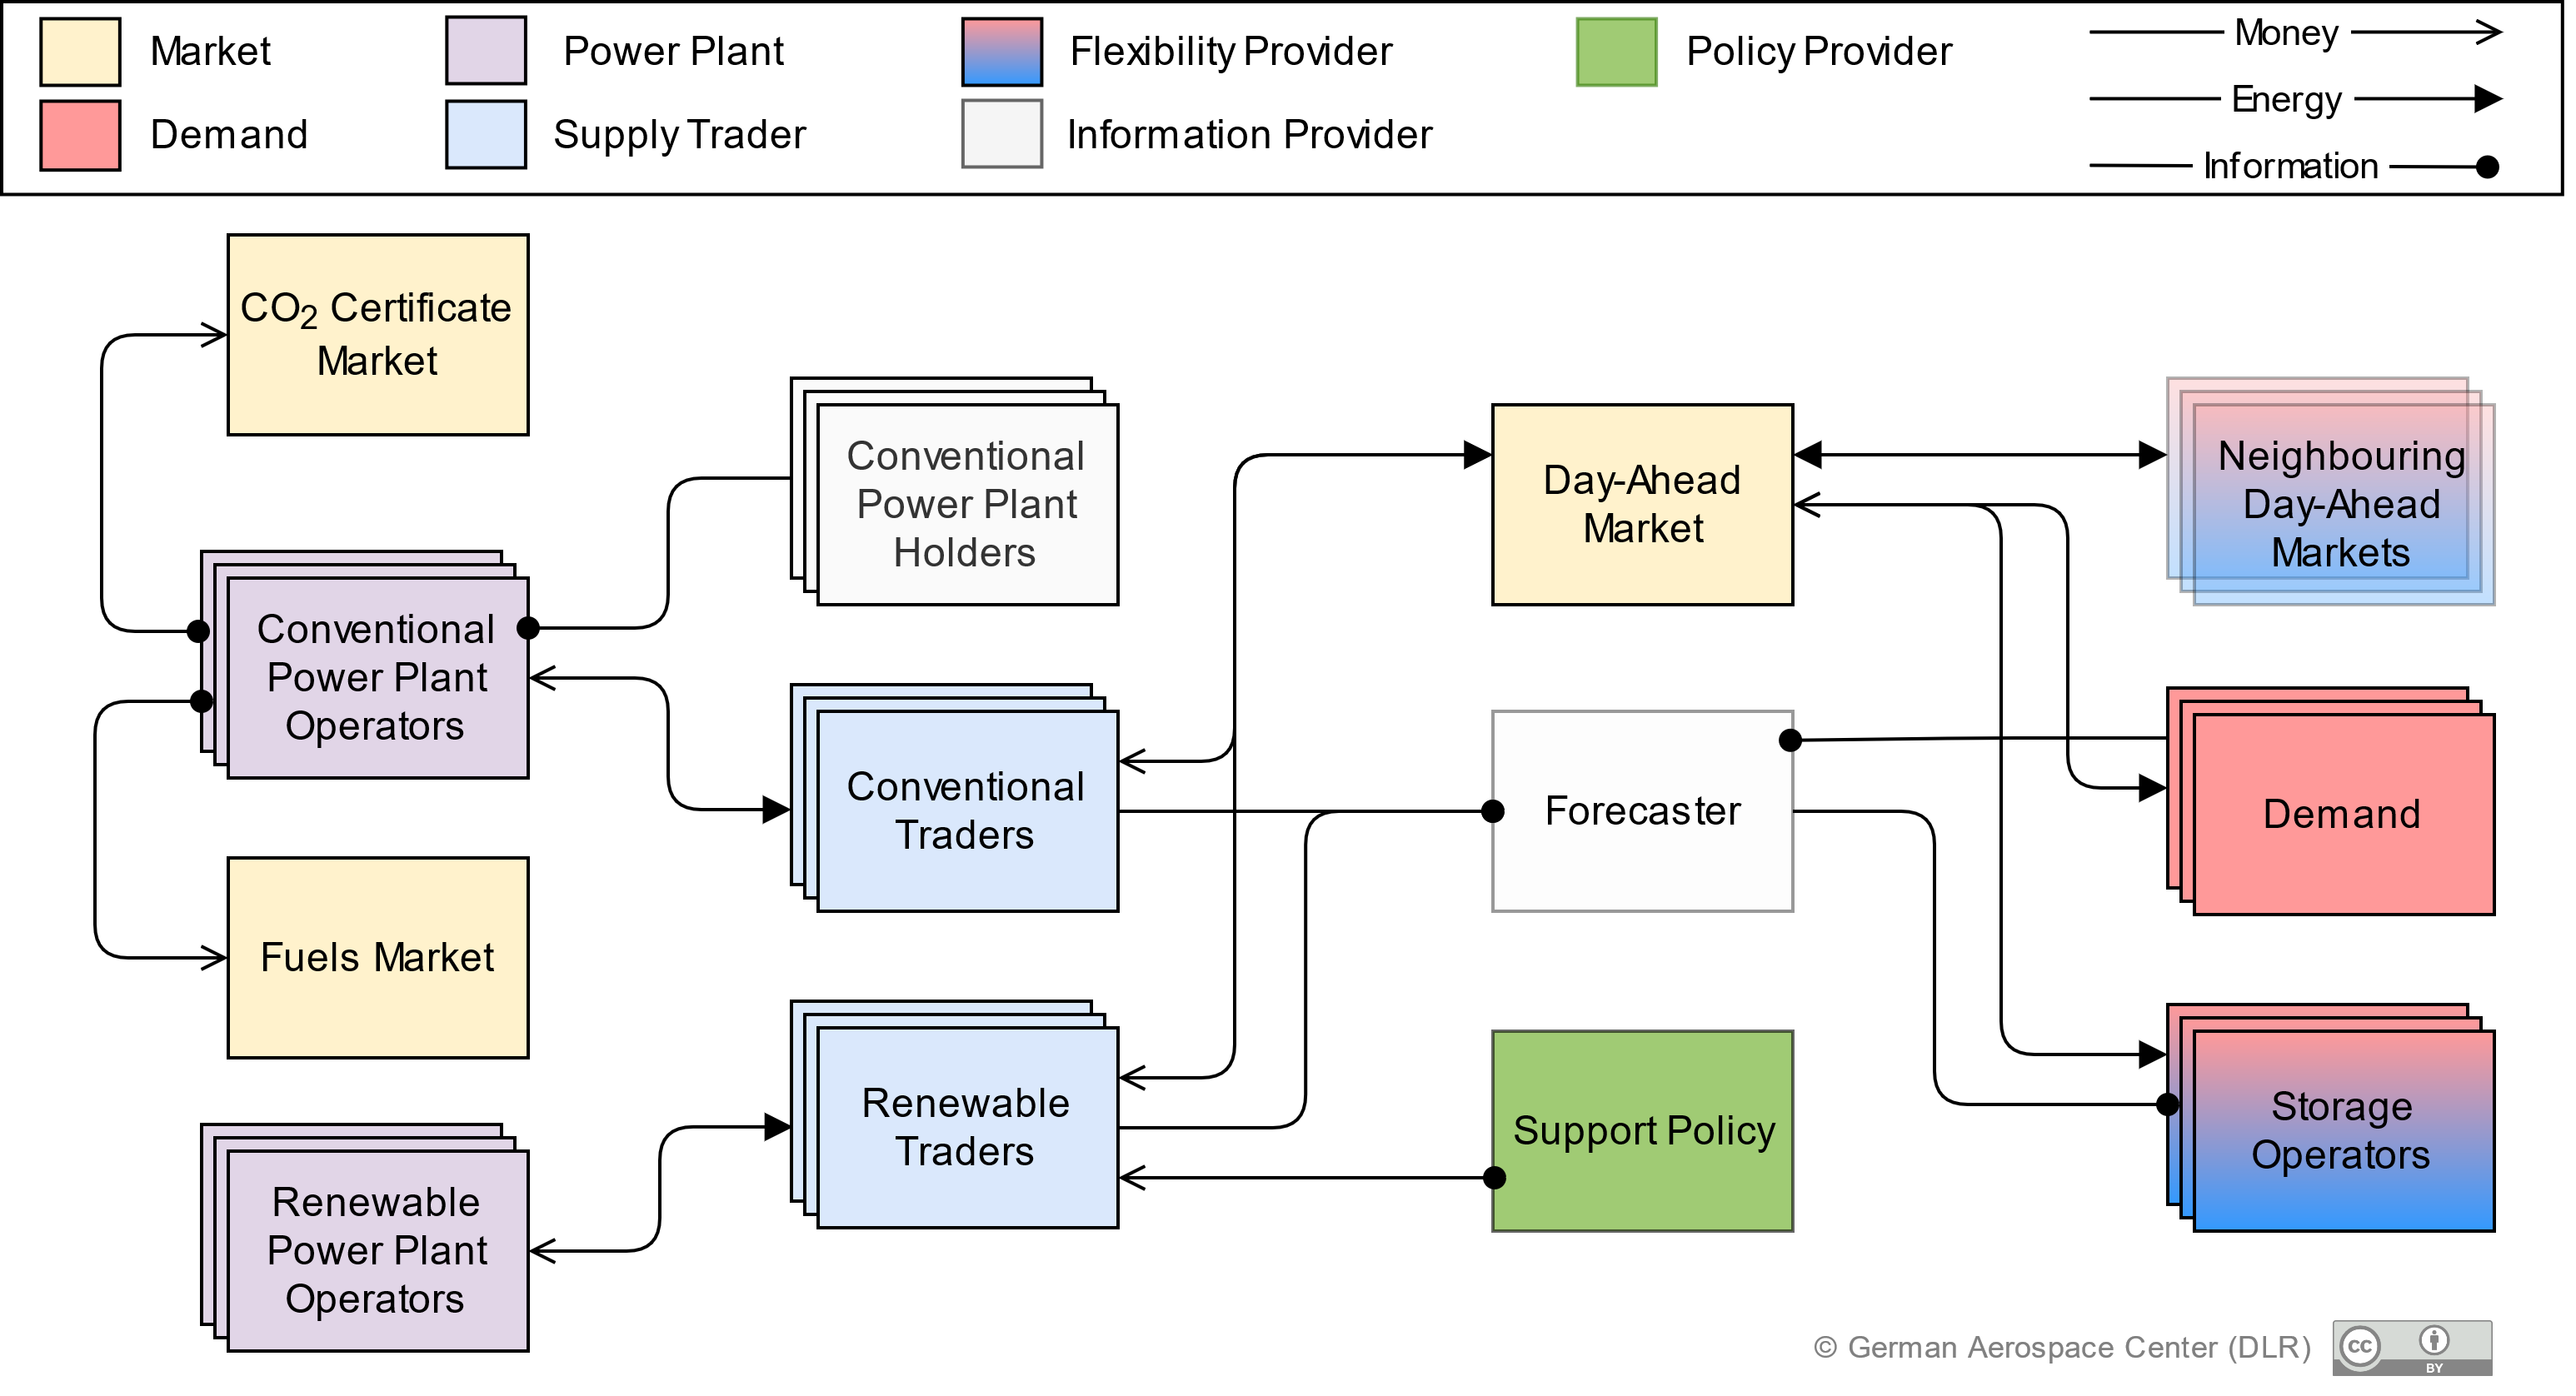 Market
Power Plant
Flexibility Provider
Policy Provider
Money
Energy
Demand
Supply Trader
Information Provider
Information
CO₂ Certificate
Market
Conventional
Power Plant
Holders
Day-Ahead
Market
Neighbouring
Day-Ahead
Markets
Conventional
Power Plant
Operators
Conventional
Traders
Forecaster
Demand
Fuels Market
Renewable
Traders
Support Policy
Storage
Operators
Renewable
Power Plant
Operators
© German Aerospace Center (DLR)
cc
BY